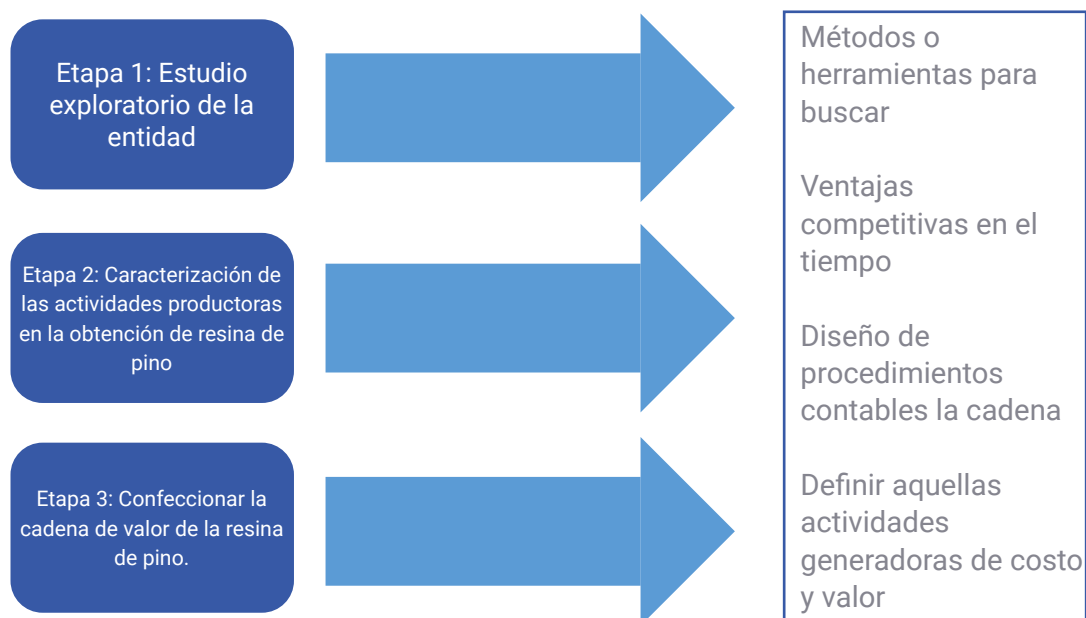 Etapa 1: Estudio
exploratorio de la
entidad
Etapa 2: Caracterización de
las actividades productoras
en la obtención de resina de
pino
Etapa 3: Confeccionar la
cadena de valor de la resina
de pino.
Métodos o
herramientas para
buscar
Ventajas
competitivas en el
tiempo
Diseño de
procedimientos
contables la cadena
Definir aquellas
actividades
generadoras de costo
y valor